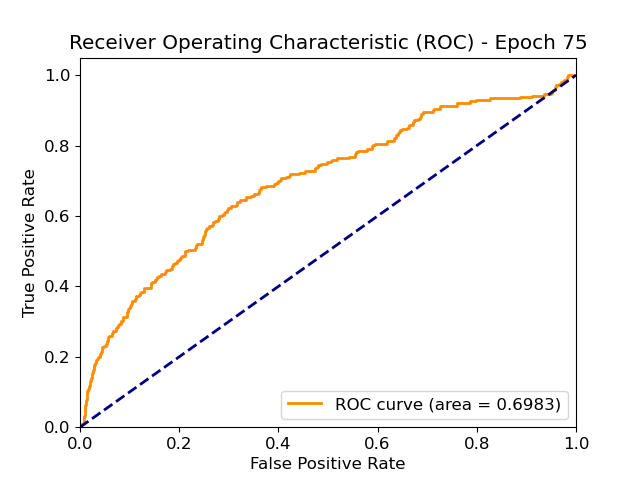 Receiver Operating Characteristic (ROC) - Epoch 75
True Positive Rate
1.0
0.8
0.6
0.4
0.2
0.0
ROC curve (area = 0.6983)
0.0 0.2 0.4 0.6 0.8 1.0
False Positive Rate